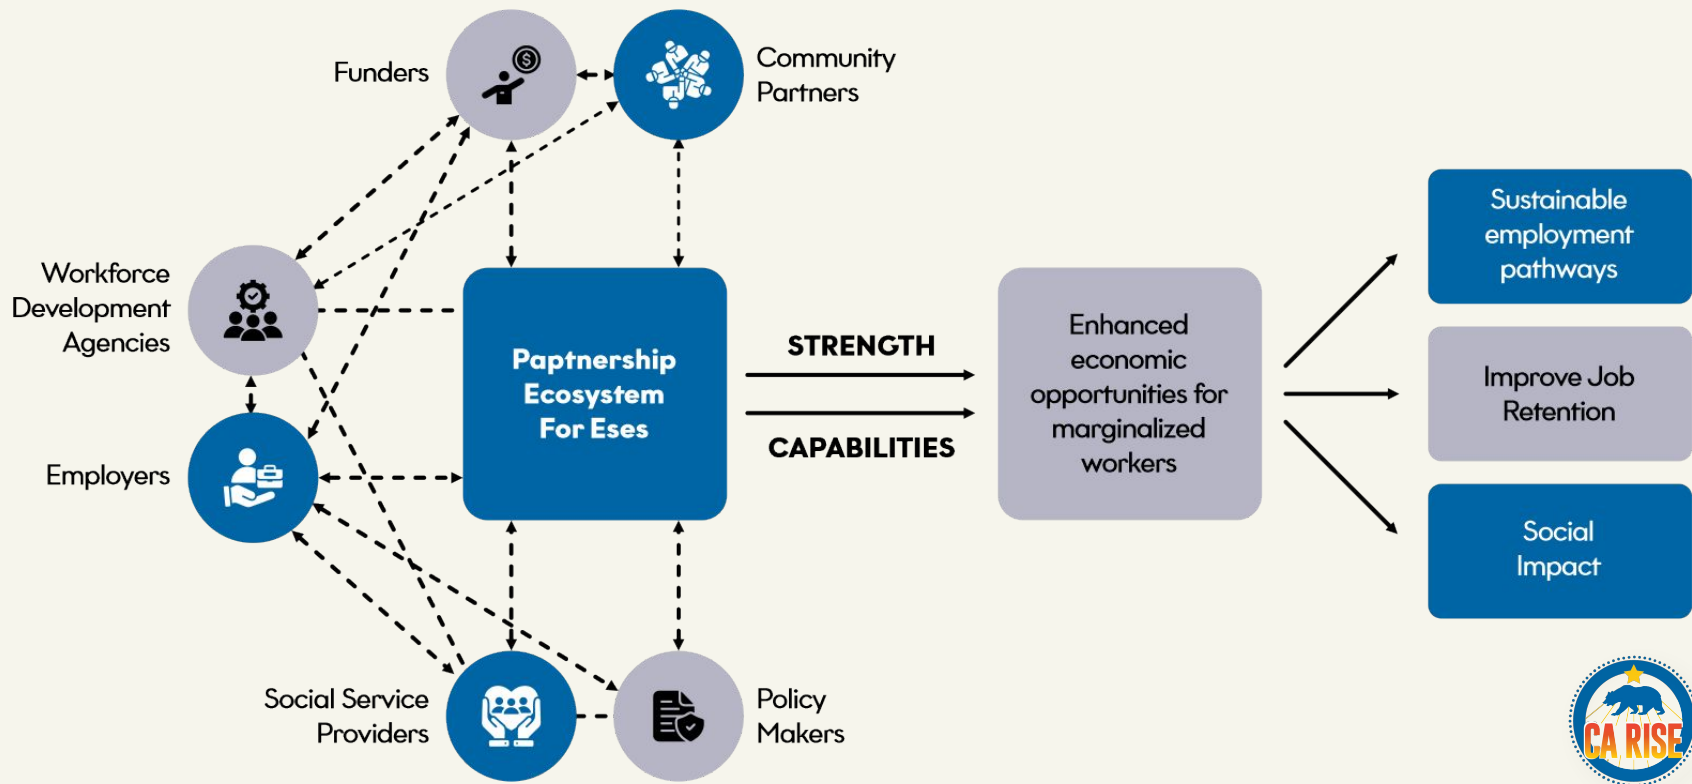 Funders
Community
Partners
Workforce
Development
Agencies
Employers
Social Service
Providers
Policy
Makers
Paptnership
Ecosystem
For Eses
STRENGTH
CAPABILITIES
Enhanced
economic
opportunities for
marginalized
workers
Sustainable
employment
pathways
Improve Job
Retention
Social
Impact
CA RISE